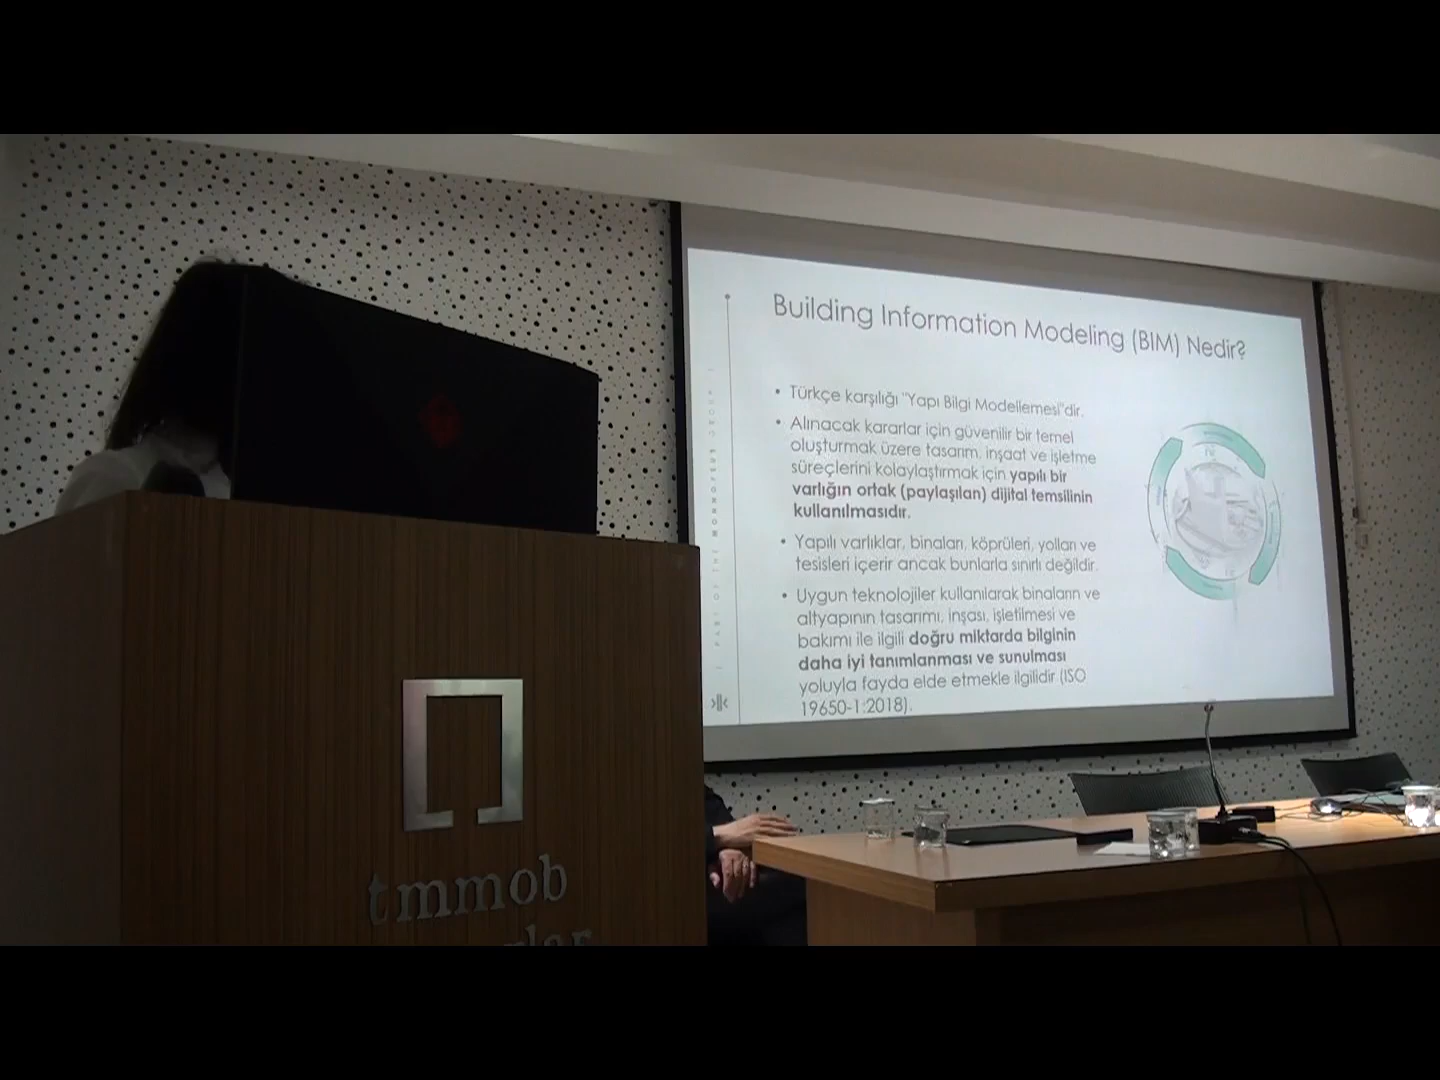 Building Information Modeling (BIM) Nedir?
• Türkçe karşılığı "Yapı Bilgi Modellemesi"dir.
• Alınacak kararlar için güvenilir bir temel
oluşturmak üzere tasarım, inşaat ve işletme
süreçlerini kolaylaştırmak için yapılı bir
varlığın ortak (paylaşılan) dijital temsilinin
kullanılmasıdır.
• Yapılı varlıklar, binaları, köprüleri, yolları ve
tesisleri içerir ancak bunlarla sınırlı değildir.
• Uygun teknolojiler kullanılarak binaların ve
altyapının tasarımı, inşası, işletilmesi ve
bakımı ile ilgili doğru miktarda bilginin
daha iyi tanımlanması ve sunulması
yoluyla fayda elde etmekle ilgilidir (ISO
19650-1:2018).
tmmob